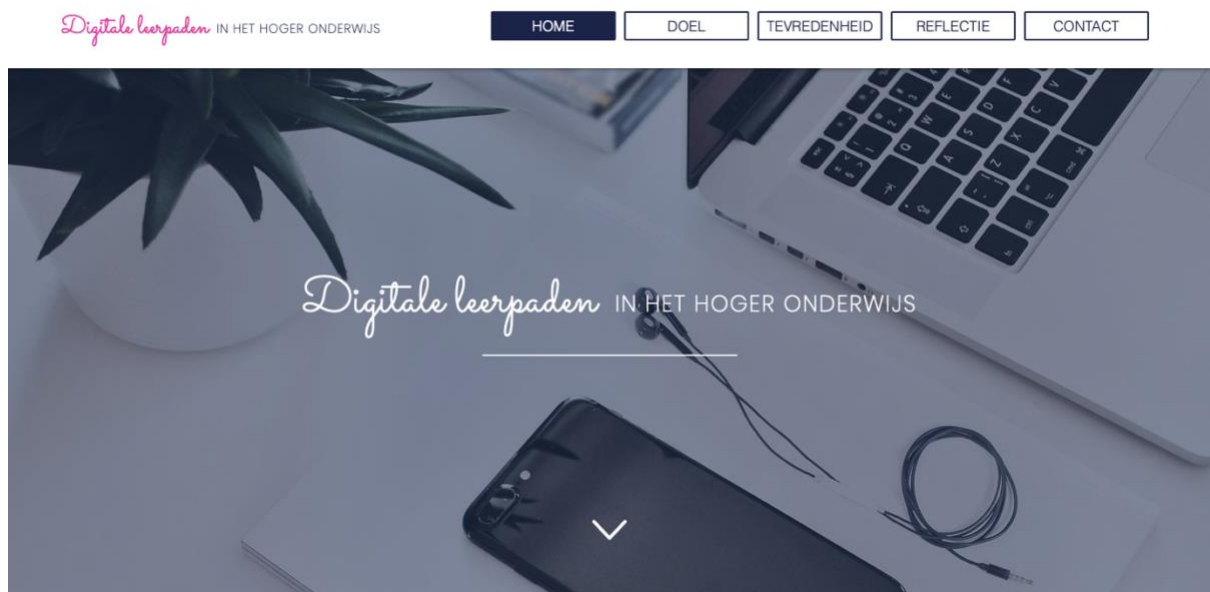 Digitale leerpaden IN HET HOGER ONDERWIJS
HOME DOEL TEVREDENHEID REFLECTIE CONTACT
Digitale leerpaden IN HET HOGER ONDERWIJS